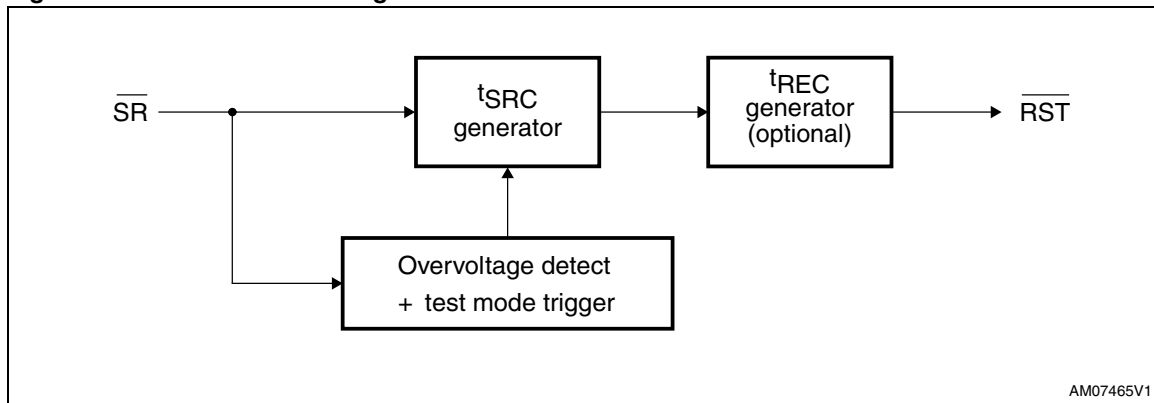 SR
tSRC
generator
tREC
generator
(optional)
RST
Overvoltage detect
+ test mode trigger
AM07465V1